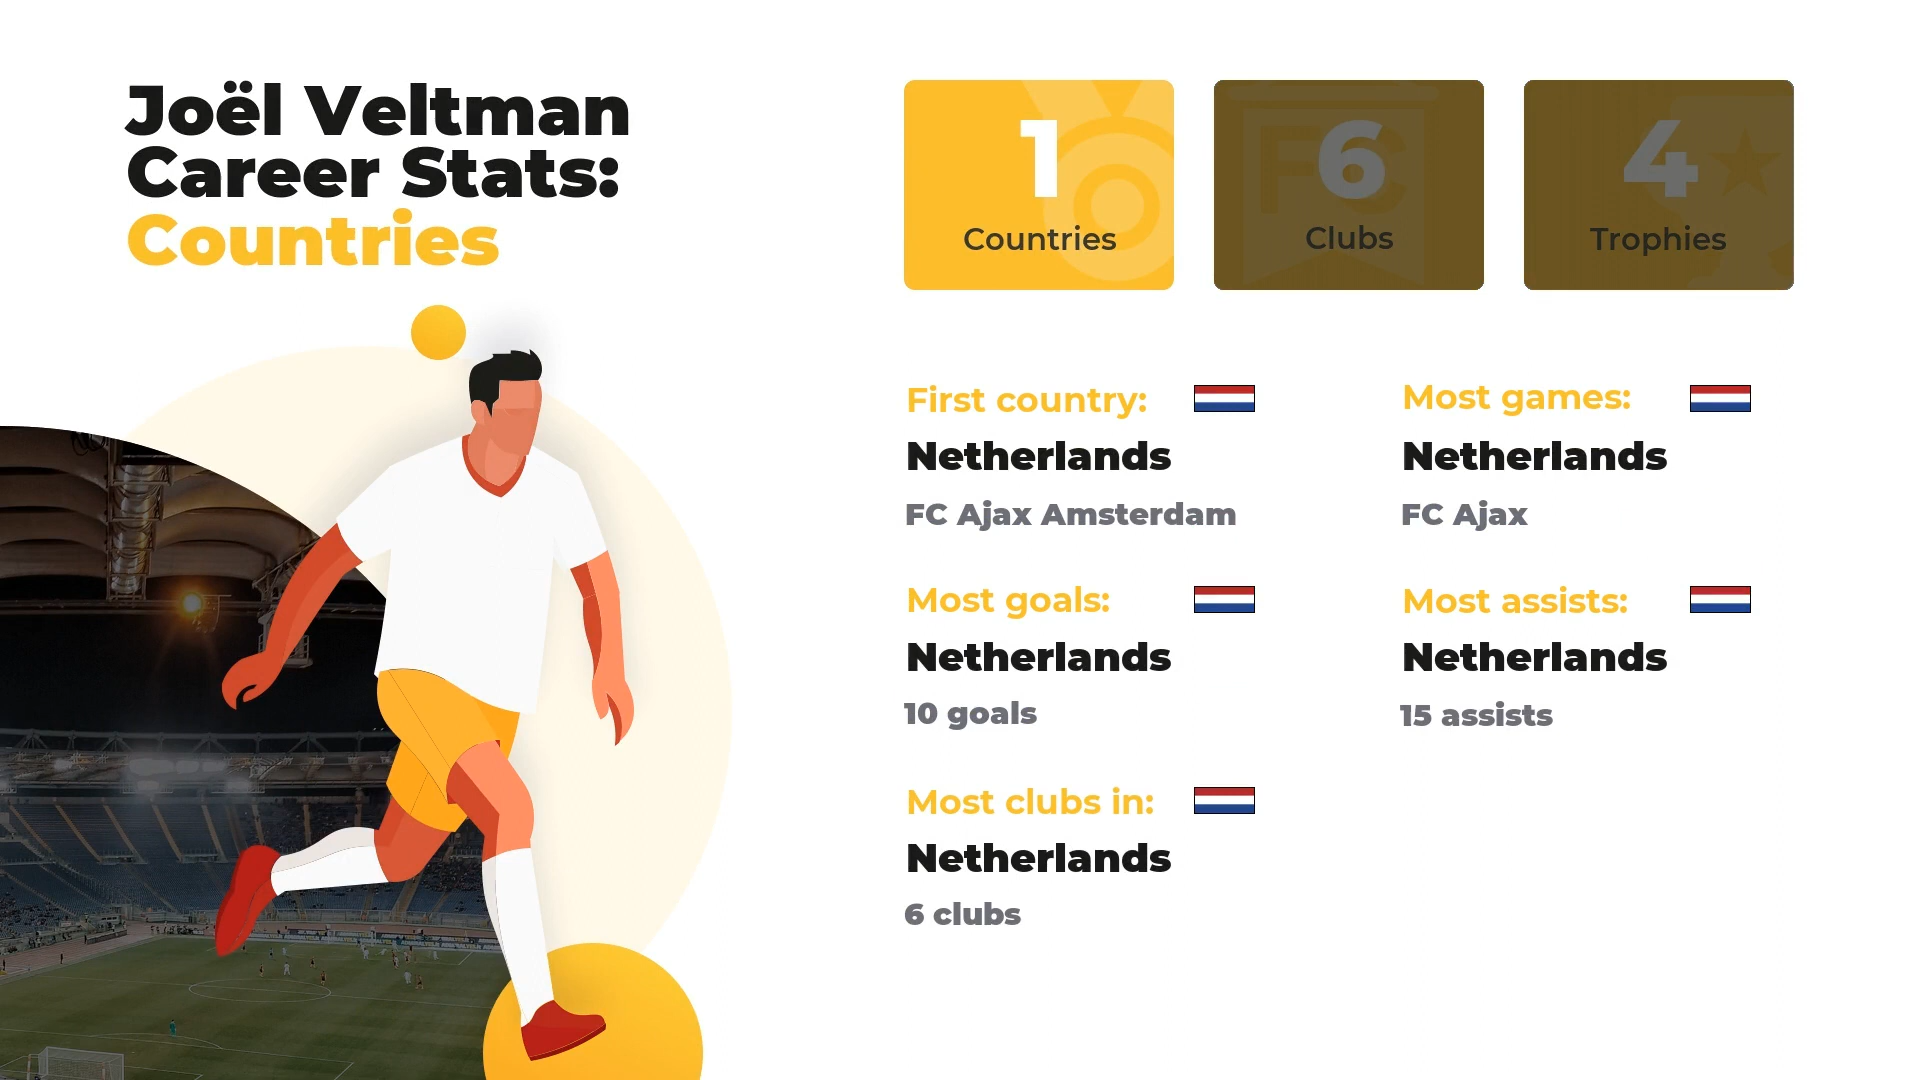 Joël Veltman
Career Stats:
Countries
1
Countries
FC
6
Clubs
4
Trophies
First country:
Netherlands
FC Ajax Amsterdam
Most games:
Netherlands
FC Ajax
Most goals:
Netherlands
10 goals
Most assists:
Netherlands
15 assists
Most clubs in:
Netherlands
6 clubs